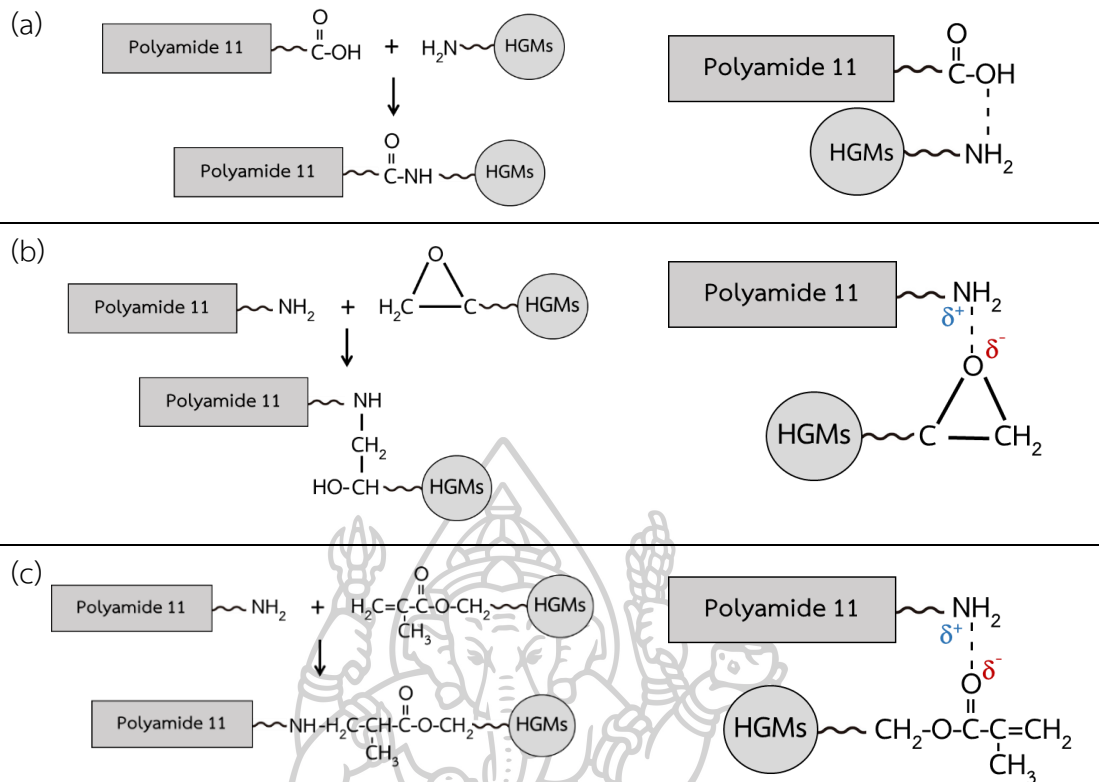 (a)
Polyamide 11 C-OH + H₂N HGMs
O
Polyamide 11 C-NH HGMs
O
Polyamide 11 C-OH
O
HGMs NH₂
(b)
Polyamide 11 NH₂ + H₂C C HGMs
O
Polyamide 11 NH
CH₂
HO-CH HGMs
Polyamide 11 NH₂
δ⁺
δ⁻
O
HGMs C CH₂
(c)
O
Polyamide 11 NH₂ + H₂C=C-C-O-CH₂ HGMs
CH₃
O
Polyamide 11 NH-H₂C-C-C-O-CH₂ HGMs
CH₃
Polyamide 11 NH₂
δ⁺
δ⁻
O
HGMs CH₂-O-C-C=CH₂
CH₃